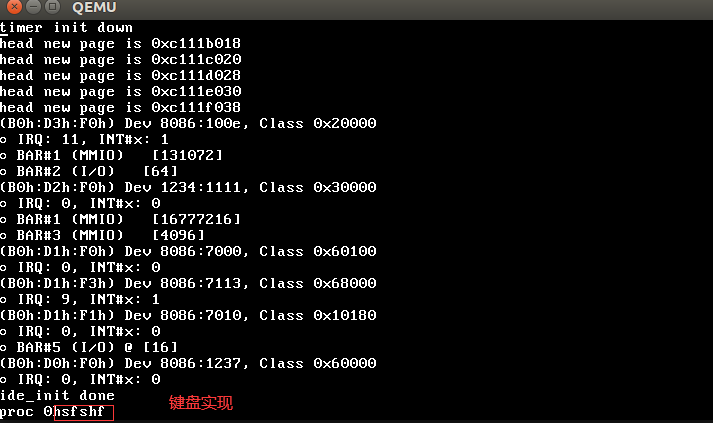 QEMU
timer init down
head new page is 0xc111b018
head new page is 0xc111c020
head new page is 0xc111d028
head new page is 0xc111e030
head new page is 0xc111f038
(B0h:D3h:F0h) Dev 8086:100e, Class 0x20000
o IRQ: 11, INT#x: 1
o BAR#1 (MMIO)   [131072]
o BAR#2 (I/O)   [64]
(B0h:D2h:F0h) Dev 1234:1111, Class 0x30000
o IRQ: 0, INT#x: 0
o BAR#1 (MMIO)   [16777216]
o BAR#3 (MMIO)   [4096]
(B0h:D1h:F0h) Dev 8086:7000, Class 0x60100
o IRQ: 0, INT#x: 0
(B0h:D1h:F3h) Dev 8086:7113, Class 0x68000
o IRQ: 9, INT#x: 1
(B0h:D1h:F1h) Dev 8086:7010, Class 0x10180
o IRQ: 0, INT#x: 0
o BAR#5 (I/O) @ [16]
(B0h:D0h:F0h) Dev 8086:1237, Class 0x60000
o IRQ: 0, INT#x: 0
ide_init done
键盘实现
proc 0hsfshf